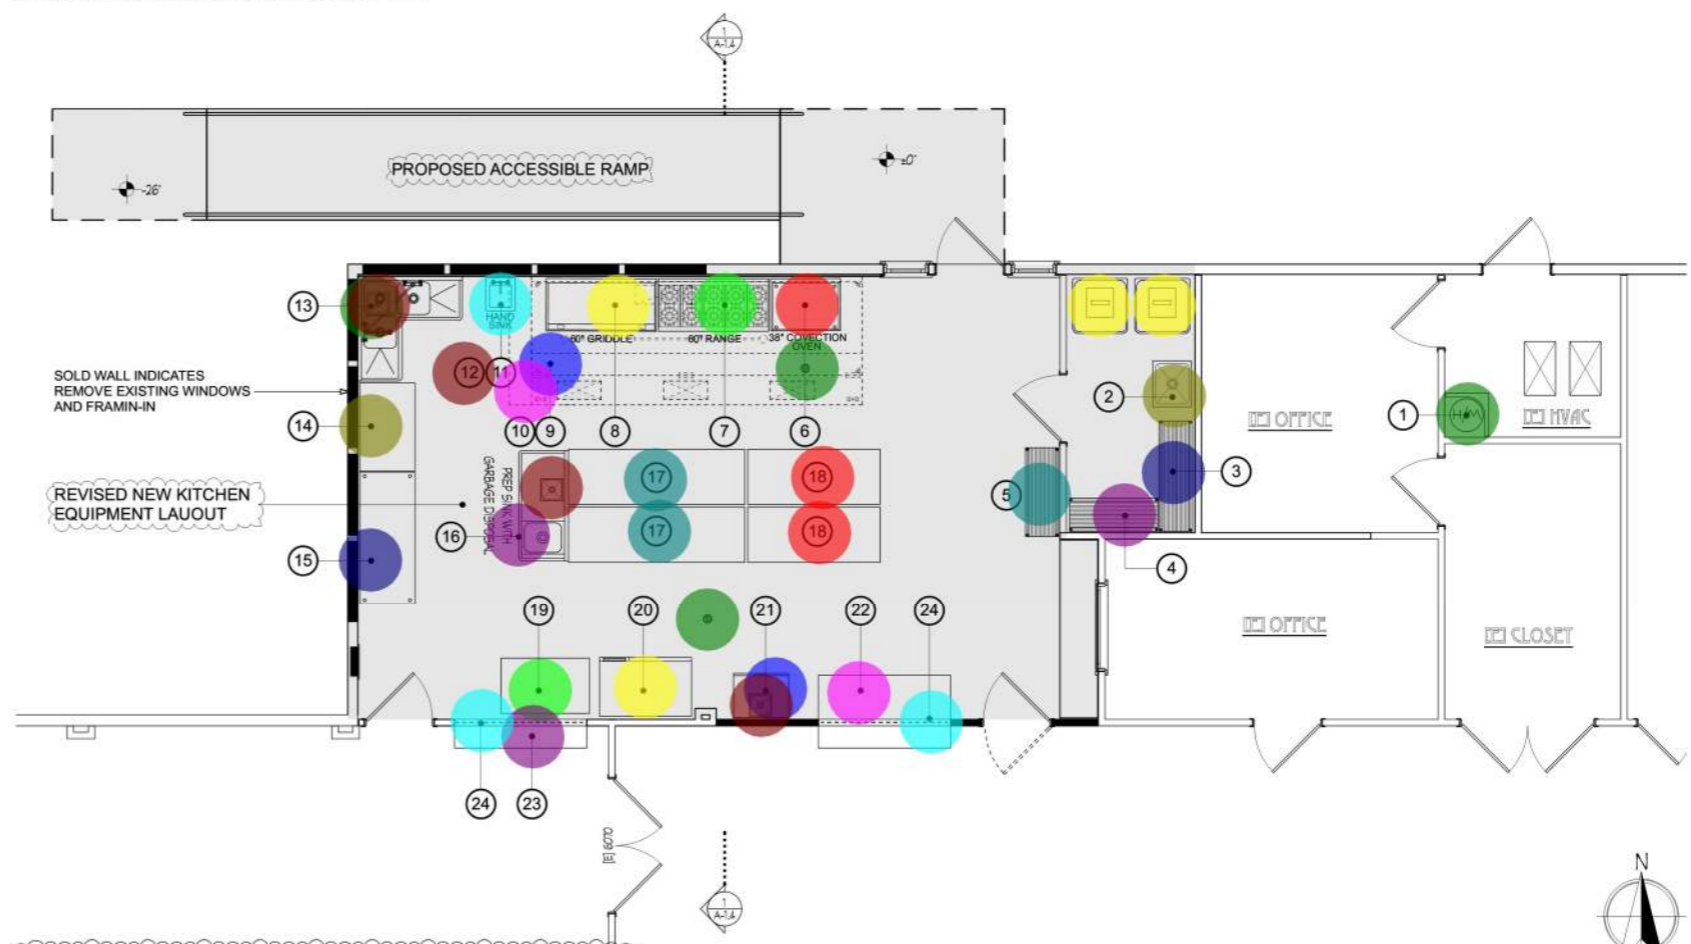 1
A-1.4
PROPOSED ACCESSIBLE RAMP
±0"
-26"
13
HAND
SINK
60" GRIDDLE
60" RANGE
38" COVECTION
OVEN
SOLD WALL INDICATES
REMOVE EXISTING WINDOWS
AND FRAMIN-IN
12
11
2
1
[E] OFFICE
[E] HVAC
14
10
9
8
7
6
3
REVISED NEW KITCHEN
EQUIPMENT LAUOUT
PREP SINK WITH
GARBAGE DISPOSAL
17
18
5
16
17
18
15
4
19
20
21
22
24
[E] OFFICE
[E] CLOSET
24
23
N
1
A-1.4